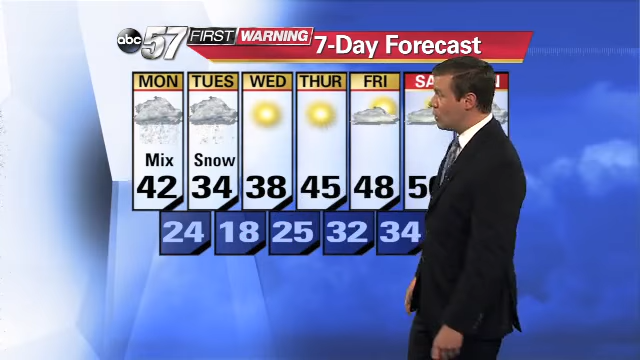 abc 57 FIRST WARNING
7-Day Forecast
MON TUES WED THUR FRI
Mix Snow
42 34 38 45 48
24 18 25 32 34